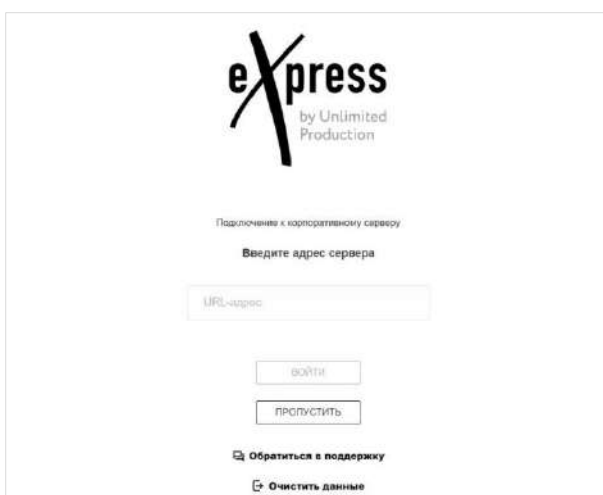 eXpress
by Unlimited
Production
Подключение к корпоративному серверу
Введите адрес сервера
URL-адрес
ВОЙТИ
ПРОПУСТИТЬ
Обратиться в поддержку
Очистить данные